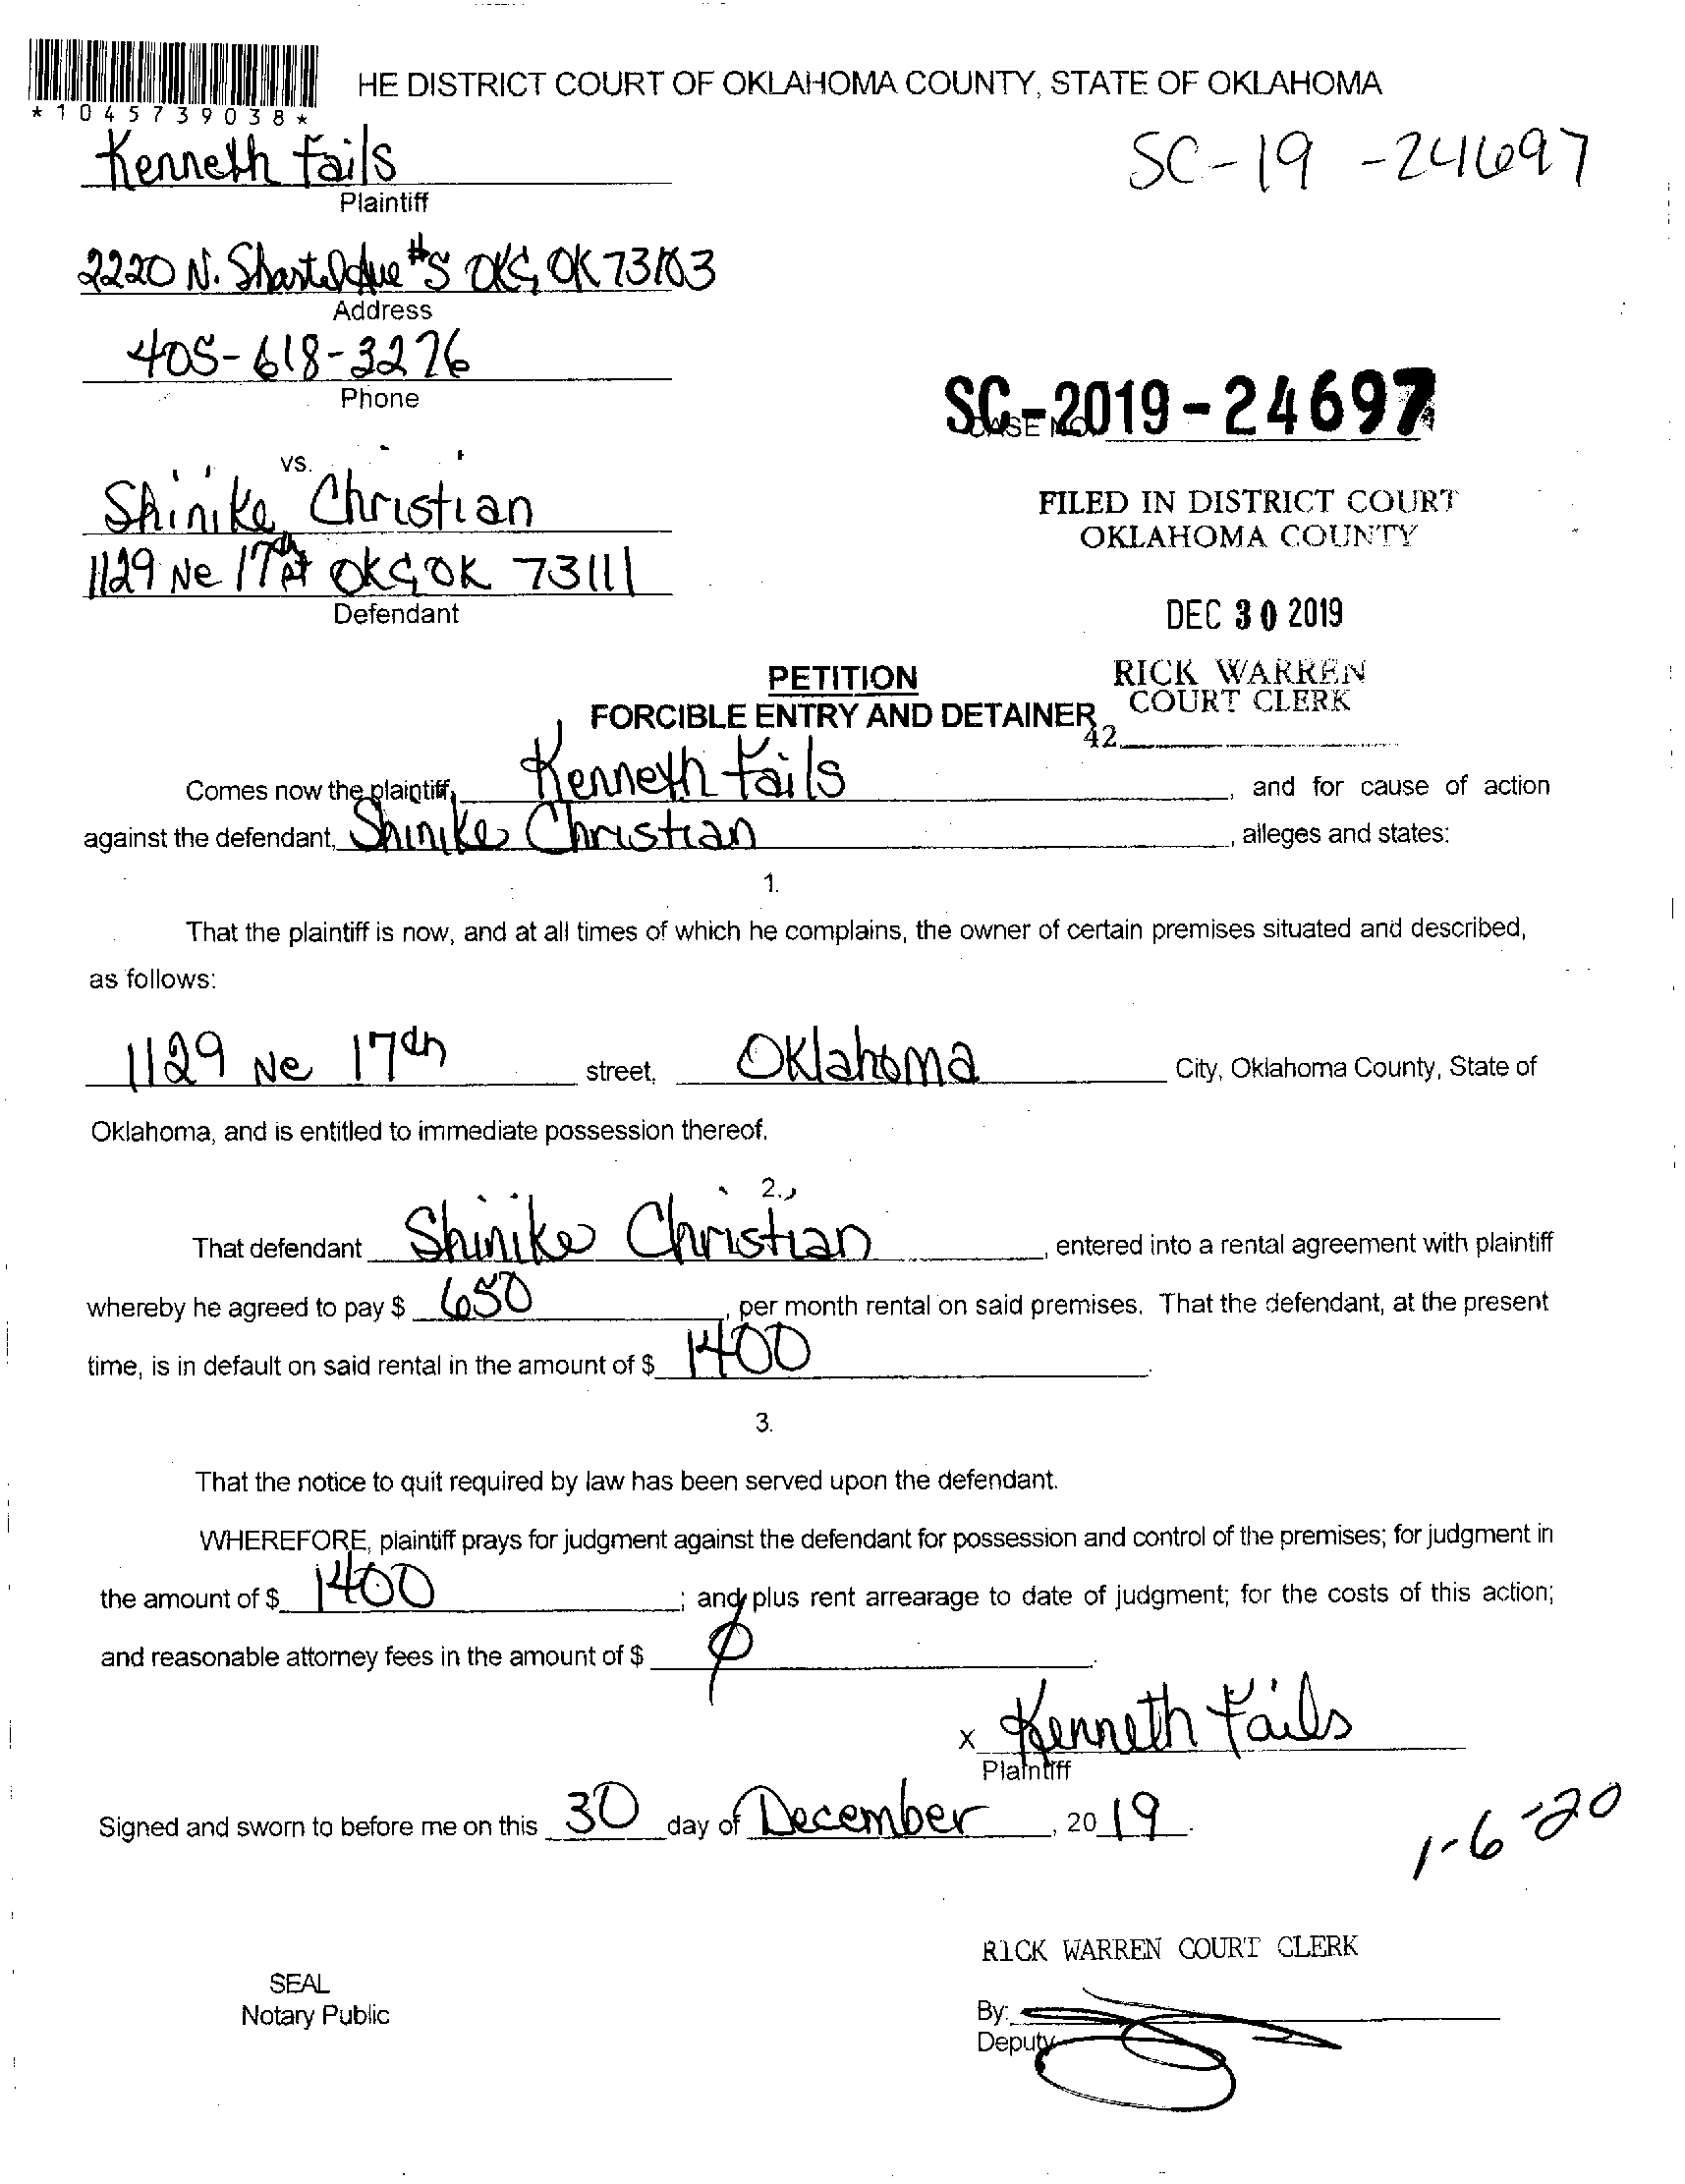 HE DISTRICT COURT OF OKLAHOMA COUNTY, STATE OF OKLAHOMA
*1045739038*
Kenneth Fails
SC-19-24697
Plaintiff
2220 N. Shartel Ave #5 OKC, OK 73103
Address
405-618-3276
Phone
SC-2019-24697
CASE NO.
vs.
Shinike Christian
FILED IN DISTRICT COURT
OKLAHOMA COUNTY
1129 Ne 17th St OKC, OK 73111
Defendant
DEC 30 2019
PETITION
RICK WARREN
COURT CLERK
FORCIBLE ENTRY AND DETAINER
42
Comes now the plaintiff, Kenneth Fails, and for cause of action
against the defendant, Shinike Christian, alleges and states:
1.
That the plaintiff is now, and at all times of which he complains, the owner of certain premises situated and described,
as follows:
1129 Ne 17th street, Oklahoma City, Oklahoma County, State of
Oklahoma, and is entitled to immediate possession thereof.
2.
That defendant Shinike Christian, entered into a rental agreement with plaintiff
whereby he agreed to pay $ 650, per month rental on said premises. That the defendant, at the present
time, is in default on said rental in the amount of $ 1400.
3.
That the notice to quit required by law has been served upon the defendant.
WHEREFORE, plaintiff prays for judgment against the defendant for possession and control of the premises; for judgment in
the amount of $ 1400; and plus rent arrearage to date of judgment; for the costs of this action;
and reasonable attorney fees in the amount of $ ϕ.
x Kenneth Fails
Plaintiff
Signed and sworn to before me on this 30 day of December, 2019.
1-6-20
RICK WARREN COURT CLERK
SEAL
Notary Public
By:
Deputy